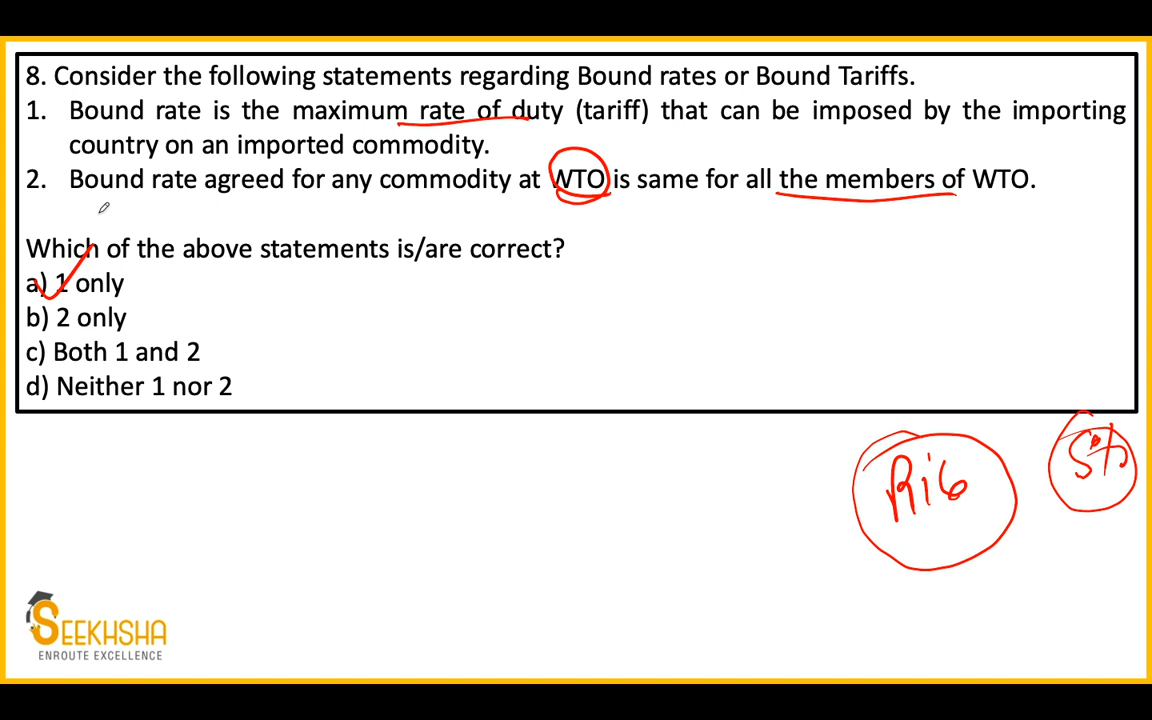 8. Consider the following statements regarding Bound rates or Bound Tariffs.
1. Bound rate is the maximum rate of duty (tariff) that can be imposed by the importing
country on an imported commodity.
2. Bound rate agreed for any commodity at WTO is same for all the members of WTO.
Which of the above statements is/are correct?
a) 1 only
b) 2 only
c) Both 1 and 2
d) Neither 1 nor 2
SEEKHSHA
ENROUTE EXCELLENCE